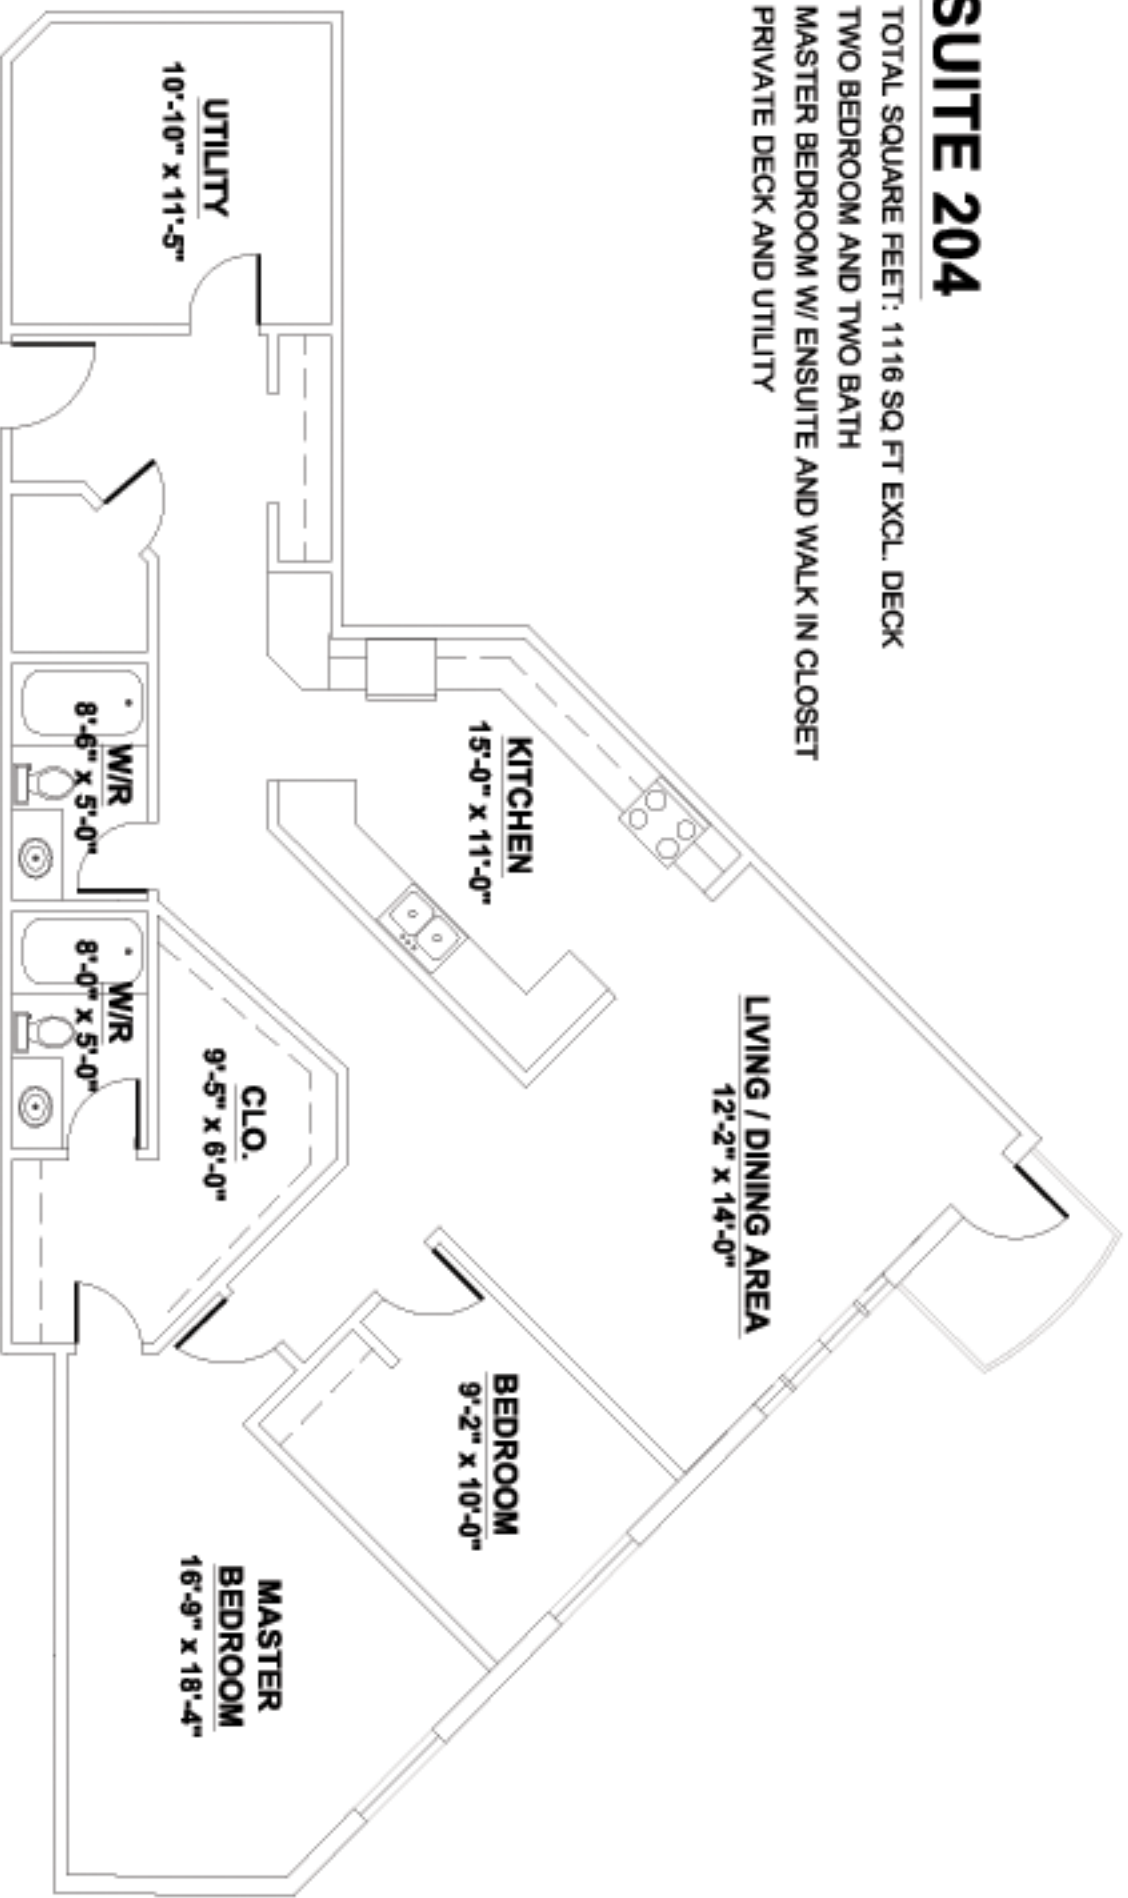 SUITE 204
TOTAL SQUARE FEET: 1116 SQ FT EXCL. DECK
TWO BEDROOM AND TWO BATH
MASTER BEDROOM W/ ENSUITE AND WALK IN CLOSET
PRIVATE DECK AND UTILITY
UTILITY
10'-10" x 11'-5"
KITCHEN
15'-0" x 11'-0"
LIVING / DINING AREA
12'-2" x 14'-0"
W/R
8'-6" x 5'-0"
W/R
8'-0" x 5'-0"
CLO.
9'-5" x 6'-0"
BEDROOM
9'-2" x 10'-0"
MASTER
BEDROOM
16'-9" x 18'-4"